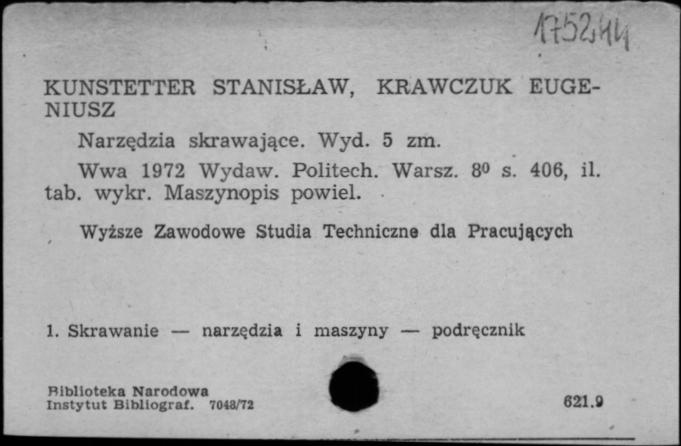 175244
KUNSTETTER STANISŁAW, KRAWCZUK EUGE-
NIUSZ
Narzędzia skrawające. Wyd. 5 zm.
Wwa 1972 Wydaw. Politech. Warsz. 8⁰ s. 406, il.
tab. wykr. Maszynopis powiel.
Wyższe Zawodowe Studia Techniczne dla Pracujących
1. Skrawanie — narzędzia i maszyny — podręcznik
Biblioteka Narodowa
Instytut Bibliograf. 7048/72
621.9